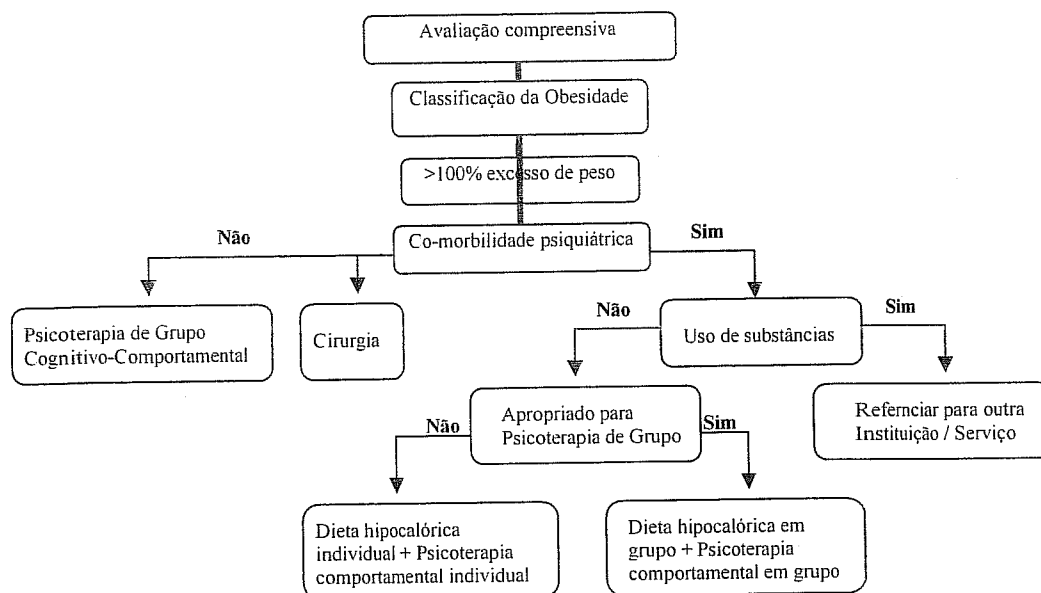 Avaliação compreensiva
Classificação da Obesidade
>100% excesso de peso
Não
Co-morbilidade psiquiátrica
Sim
Psicoterapia de Grupo
Cognitivo-Comportamental
Cirurgia
Não
Uso de substâncias
Sim
Não
Apropriado para
Psicoterapia de Grupo
Sim
Refernciar para outra
Instituição / Serviço
Dieta hipocalórica
individual + Psicoterapia
comportamental individual
Dieta hipocalórica em
grupo + Psicoterapia
comportamental em grupo